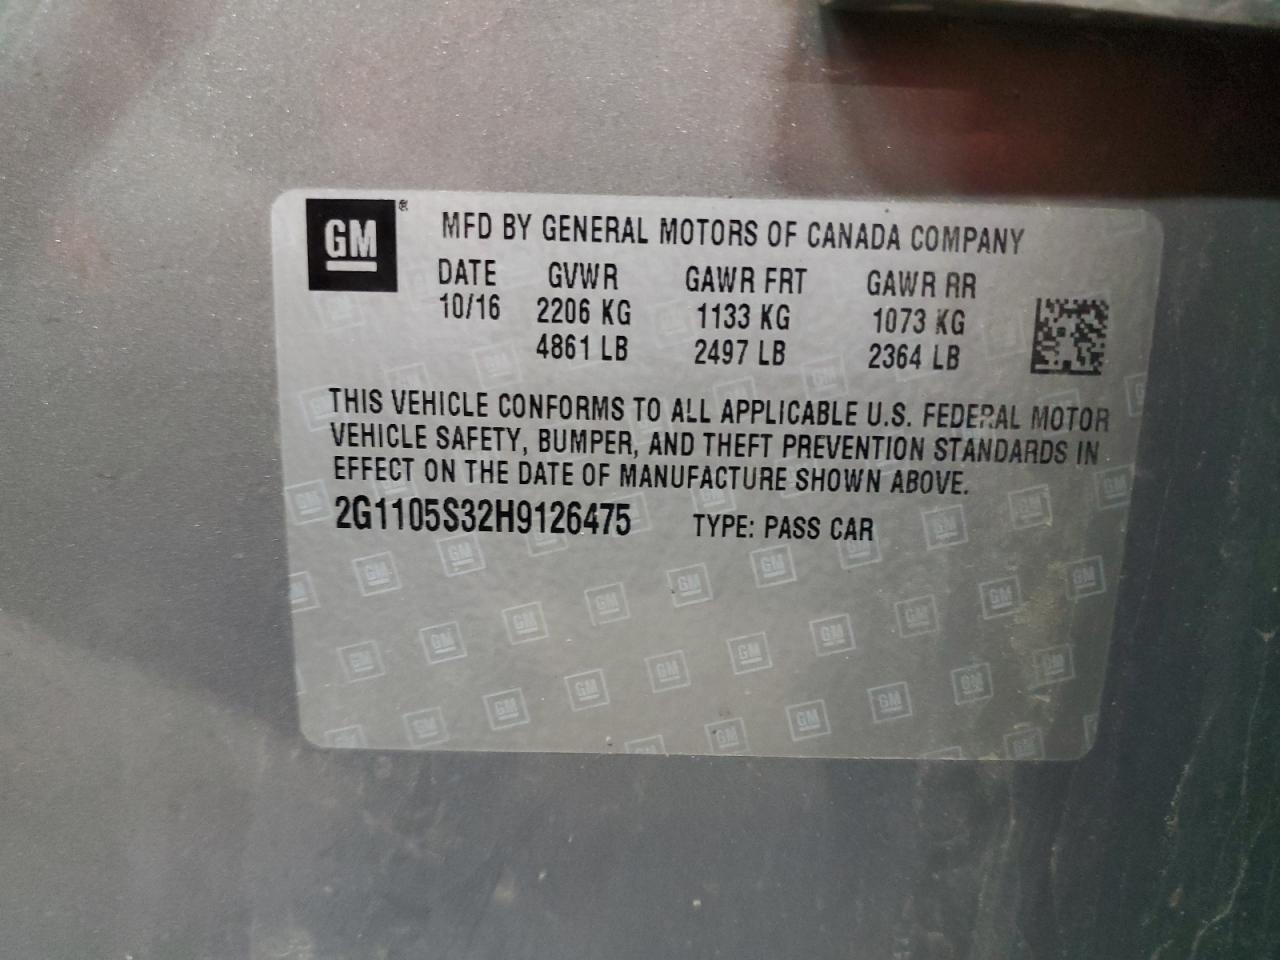 GM ®
MFD BY GENERAL MOTORS OF CANADA COMPANY
DATE GVWR GAWR FRT GAWR RR
10/16 2206 KG 1133 KG 1073 KG
4861 LB 2497 LB 2364 LB
THIS VEHICLE CONFORMS TO ALL APPLICABLE U.S. FEDERAL MOTOR
VEHICLE SAFETY, BUMPER, AND THEFT PREVENTION STANDARDS IN
EFFECT ON THE DATE OF MANUFACTURE SHOWN ABOVE.
2G1105S32H9126475 TYPE: PASS CAR